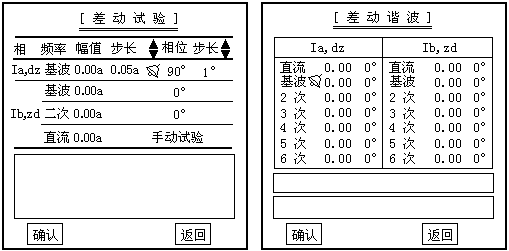 [ 差 动 试 验 ]
相 频率 幅值 步长 相位 步长
Ia,dz 基波 0.00a 0.05a 90° 1°
基波 0.00a 0°
Ib,zd 二次 0.00a 0°
直流 0.00a 手动试验
确认 返回
[ 差 动 谐 波 ]
Ia, dz Ib, zd
直流 0.00 0° 直流 0.00 0°
基波 0.00 0° 基波 0.00 0°
2 次 0.00 0° 2 次 0.00 0°
3 次 0.00 0° 3 次 0.00 0°
4 次 0.00 0° 4 次 0.00 0°
5 次 0.00 0° 5 次 0.00 0°
6 次 0.00 0° 6 次 0.00 0°
确认 返回